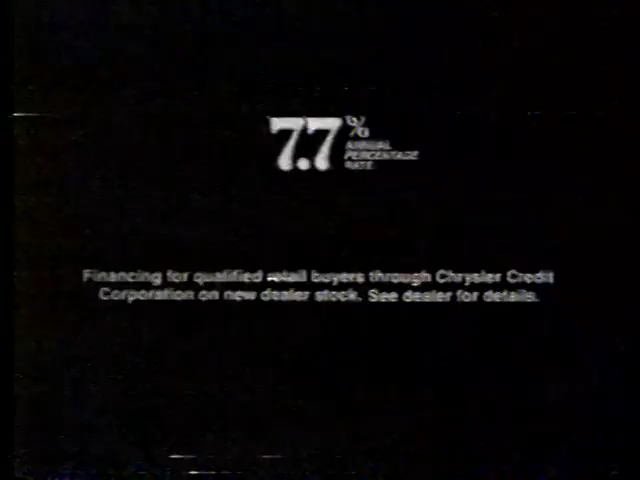 7.7%
ANNUAL
PERCENTAGE
RATE
Financing for qualified retail buyers through Chrysler Credit
Corporation on new dealer stock. See dealer for details.